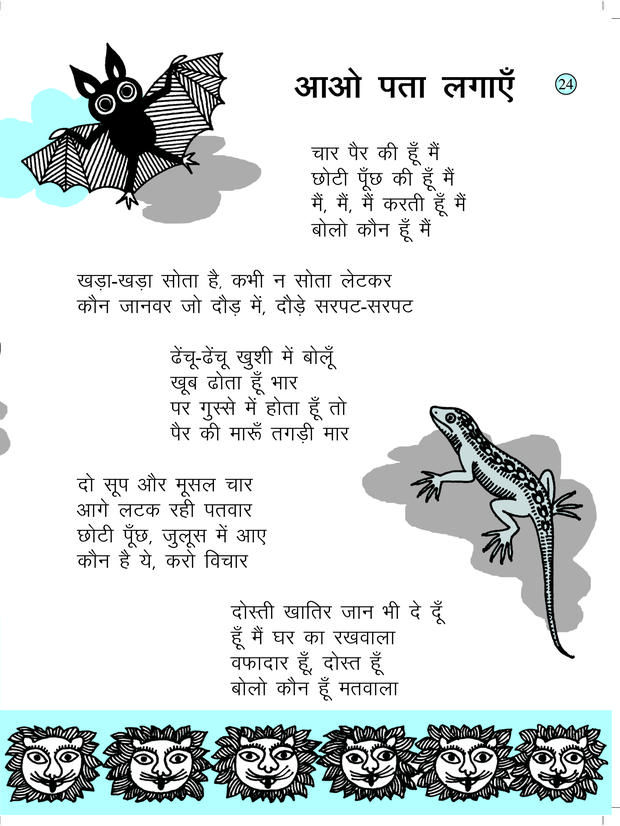 आओ पता लगाएँ
24
चार पैर की हूँ मैं
छोटी पूँछ की हूँ मैं
मैं, मैं, मैं करती हूँ मैं
बोलो कौन हूँ मैं
खड़ा-खड़ा सोता है, कभी न सोता लेटकर
कौन जानवर जो दौड़ में, दौड़े सरपट-सरपट
ढेंचू-ढेंचू खुशी में बोलूँ
खूब ढोता हूँ भार
पर गुस्से में होता हूँ तो
पैर की मारूँ तगड़ी मार
दो सूप और मूसल चार
आगे लटक रही पतवार
छोटी पूँछ, जुलूस में आए
कौन है ये, करो विचार
दोस्ती खातिर जान भी दे दूँ
हूँ मैं घर का रखवाला
वफादार हूँ, दोस्त हूँ
बोलो कौन हूँ मतवाला